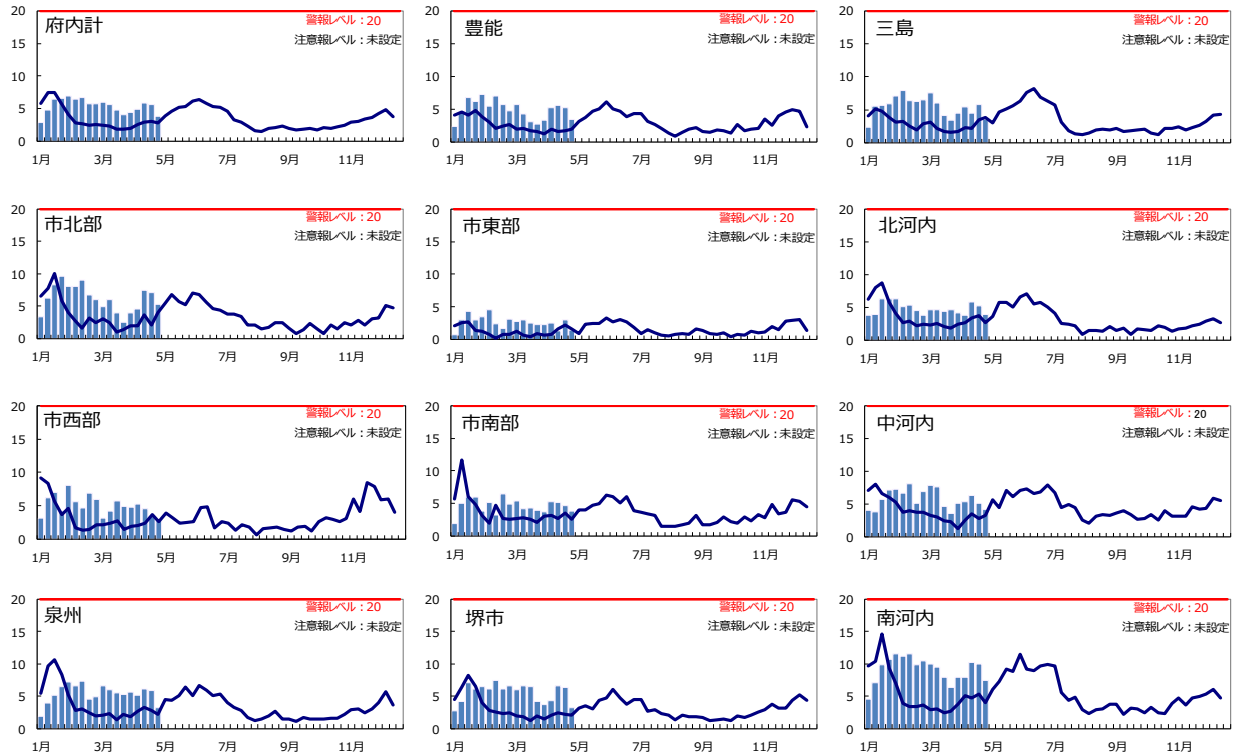 府内計
警報レベル：20
注意報レベル：未設定
20
15
10
5
0
1月 3月 5月 7月 9月 11月
豊能
警報レベル：20
注意報レベル：未設定
20
15
10
5
0
1月 3月 5月 7月 9月 11月
三島
警報レベル：20
注意報レベル：未設定
20
15
10
5
0
1月 3月 5月 7月 9月 11月
市北部
警報レベル：20
注意報レベル：未設定
20
15
10
5
0
1月 3月 5月 7月 9月 11月
市東部
警報レベル：20
注意報レベル：未設定
20
15
10
5
0
1月 3月 5月 7月 9月 11月
北河内
警報レベル：20
注意報レベル：未設定
20
15
10
5
0
1月 3月 5月 7月 9月 11月
市西部
警報レベル：20
注意報レベル：未設定
20
15
10
5
0
1月 3月 5月 7月 9月 11月
市南部
警報レベル：20
注意報レベル：未設定
20
15
10
5
0
1月 3月 5月 7月 9月 11月
中河内
警報レベル：20
注意報レベル：未設定
20
15
10
5
0
1月 3月 5月 7月 9月 11月
泉州
警報レベル：20
注意報レベル：未設定
20
15
10
5
0
1月 3月 5月 7月 9月 11月
堺市
警報レベル：20
注意報レベル：未設定
20
15
10
5
0
1月 3月 5月 7月 9月 11月
南河内
警報レベル：20
注意報レベル：未設定
20
15
10
5
0
1月 3月 5月 7月 9月 11月